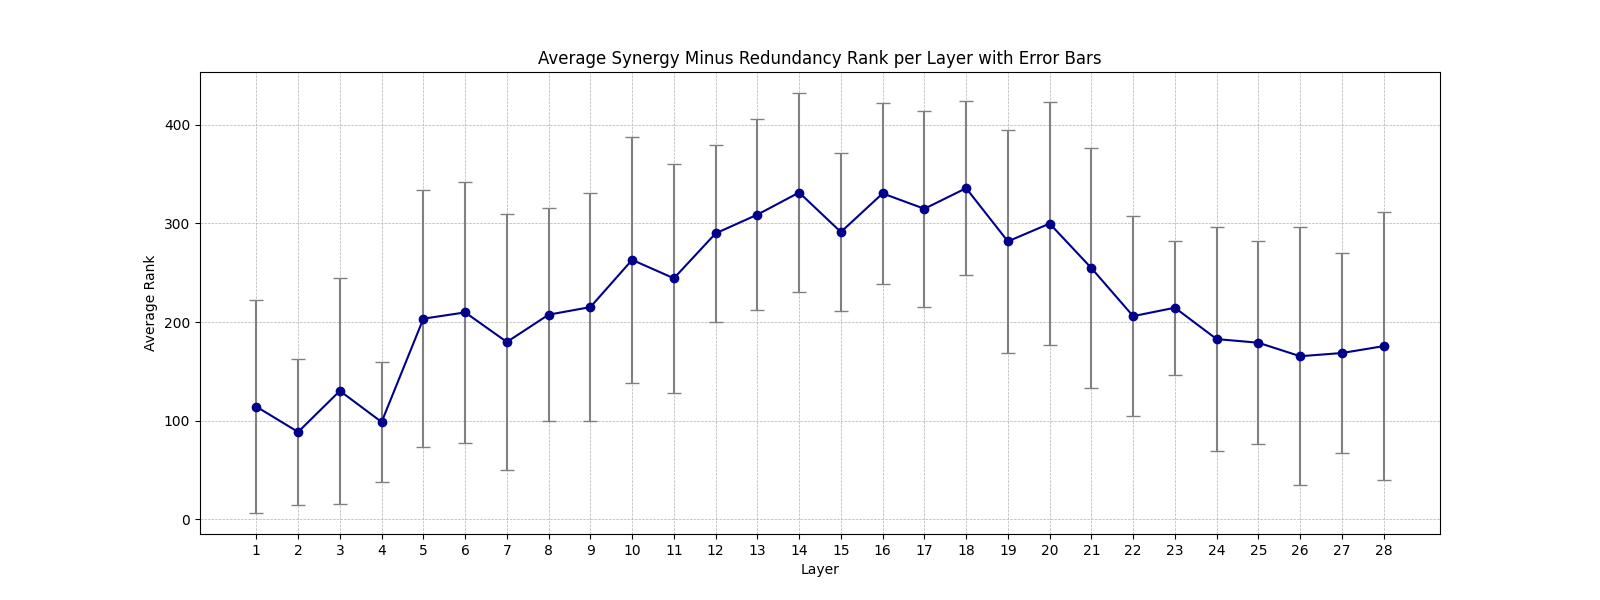 Average Synergy Minus Redundancy Rank per Layer with Error Bars
Average Rank
400
300
200
100
0
1 2 3 4 5 6 7 8 9 10 11 12 13 14 15 16 17 18 19 20 21 22 23 24 25 26 27 28
Layer